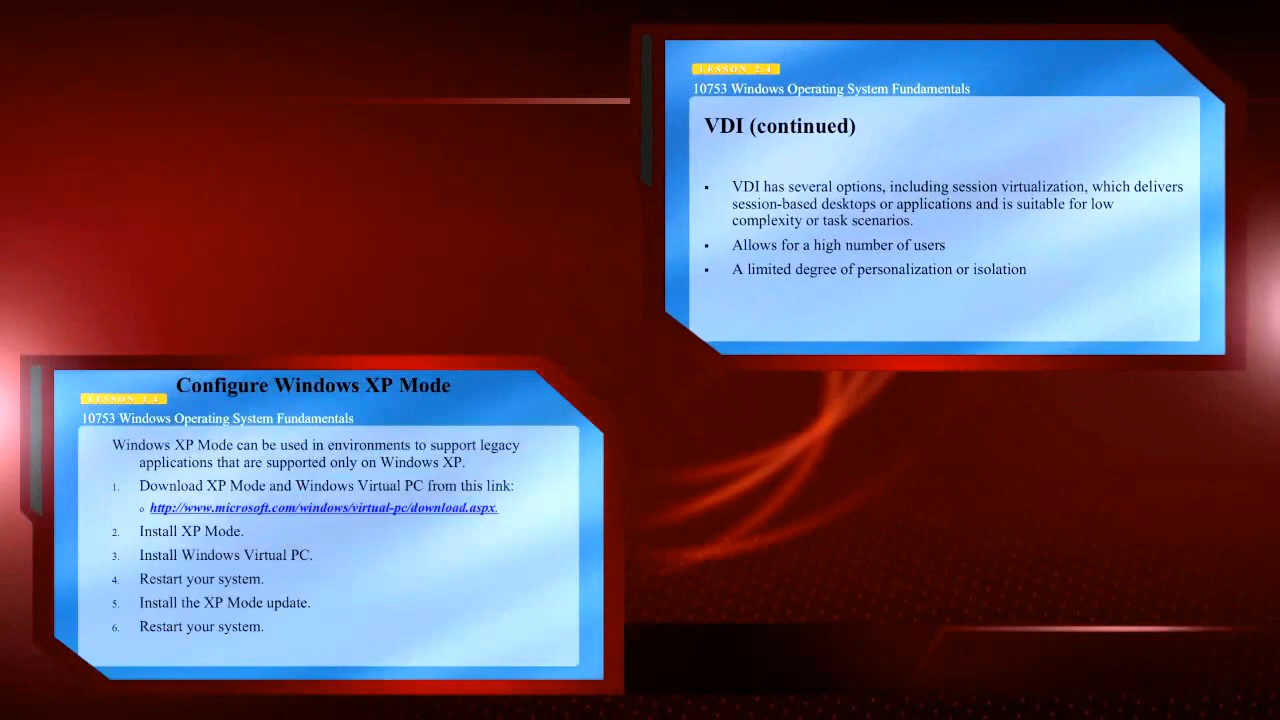 LESSON 2.4
10753 Windows Operating System Fundamentals
VDI (continued)
▪ VDI has several options, including session virtualization, which delivers
session-based desktops or applications and is suitable for low
complexity or task scenarios.
▪ Allows for a high number of users
▪ A limited degree of personalization or isolation
Configure Windows XP Mode
LESSON 2.4
10753 Windows Operating System Fundamentals
Windows XP Mode can be used in environments to support legacy
applications that are supported only on Windows XP.
1. Download XP Mode and Windows Virtual PC from this link:
o http://www.microsoft.com/windows/virtual-pc/download.aspx.
2. Install XP Mode.
3. Install Windows Virtual PC.
4. Restart your system.
5. Install the XP Mode update.
6. Restart your system.